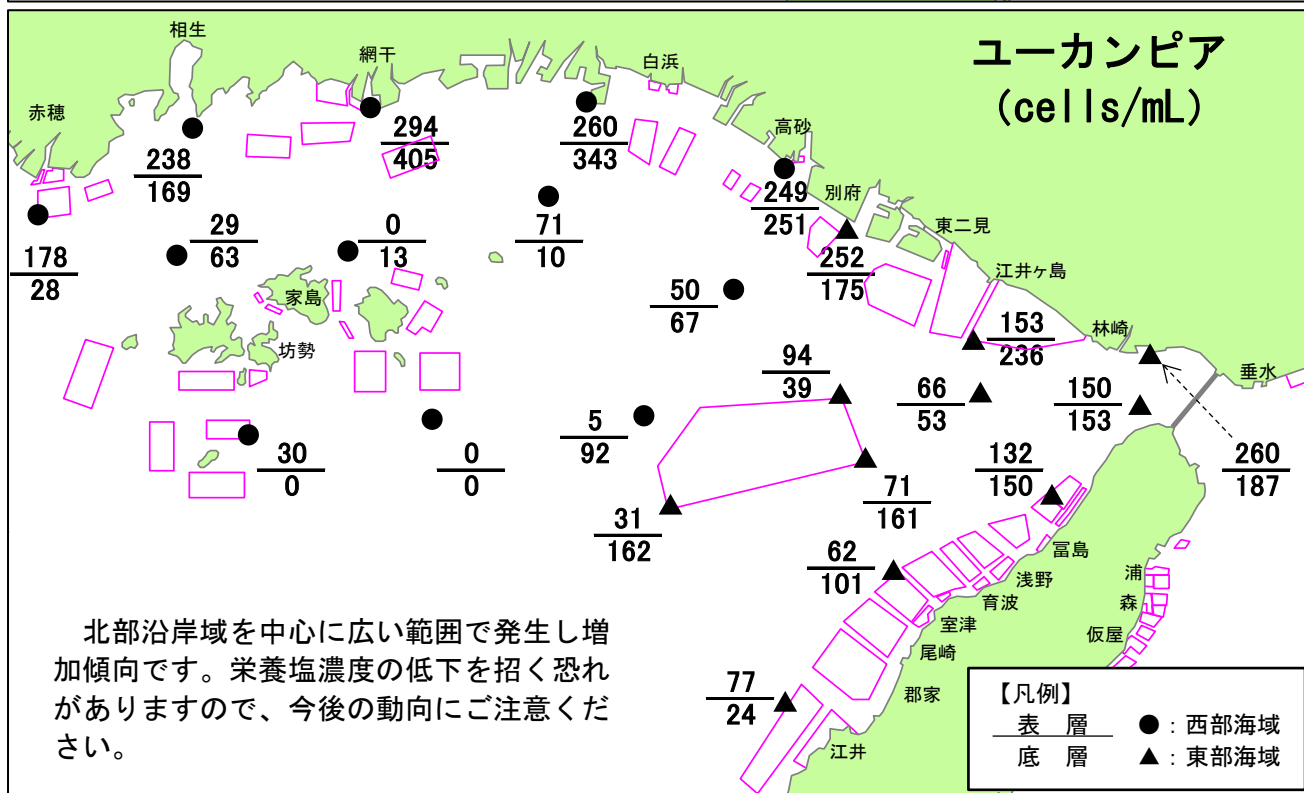 相生
網干
白浜
ユーカンピア
(cells/mL)
赤穂
高砂
294
405
260
343
238
169
249
251
別府
東二見
178
28
29
63
0
13
71
10
252
175
江井ヶ島
家島
50
67
153
236
林崎
垂水
坊勢
94
39
66
53
150
153
30
0
0
0
5
92
132
150
260
187
71
161
31
162
62
101
富島
浅野
育波
室津
尾崎
郡家
江井
浦
森
仮屋
77
24
北部沿岸域を中心に広い範囲で発生し増
加傾向です。栄養塩濃度の低下を招く恐れ
がありますので、今後の動向にご注意くだ
さい。
【凡例】
表 層 ●：西部海域
底 層 ▲：東部海域